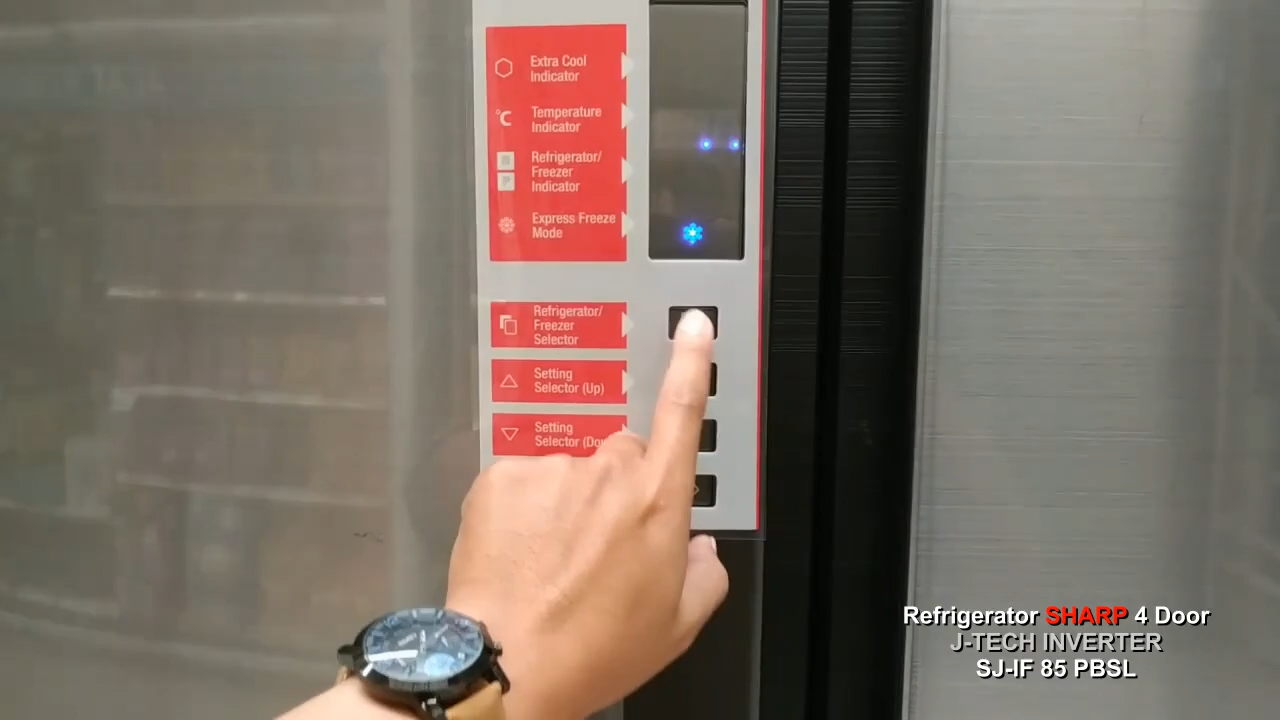 Extra Cool
Indicator
°C
Temperature
Indicator
Refrigerator/
Freezer
Indicator
Express Freeze
Mode
Refrigerator/
Freezer
Selector
Setting
Selector (Up)
Setting
Refrigerator SHARP 4 Door
J-TECH INVERTER
SJ-IF 85 PBSL